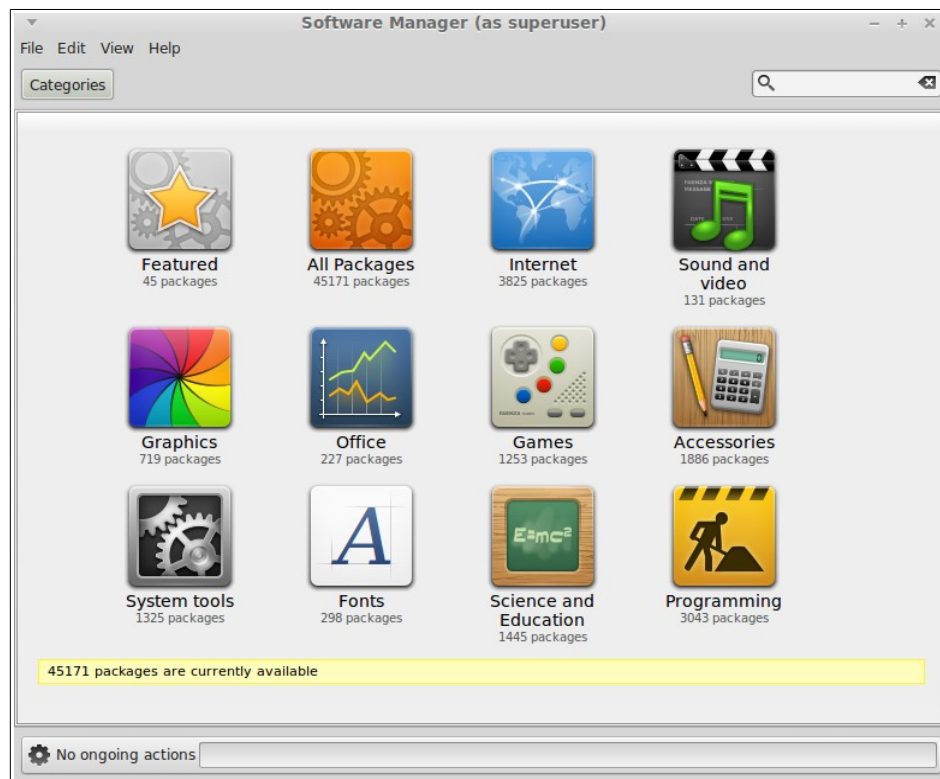 Software Manager (as superuser)
File Edit View Help
Categories
Featured
45 packages
All Packages
45171 packages
Internet
3825 packages
Sound and
video
131 packages
Graphics
719 packages
Office
227 packages
Games
1253 packages
Accessories
1886 packages
System tools
1325 packages
Fonts
298 packages
E=mc²
Science and
Education
1445 packages
Programming
3043 packages
45171 packages are currently available
No ongoing actions